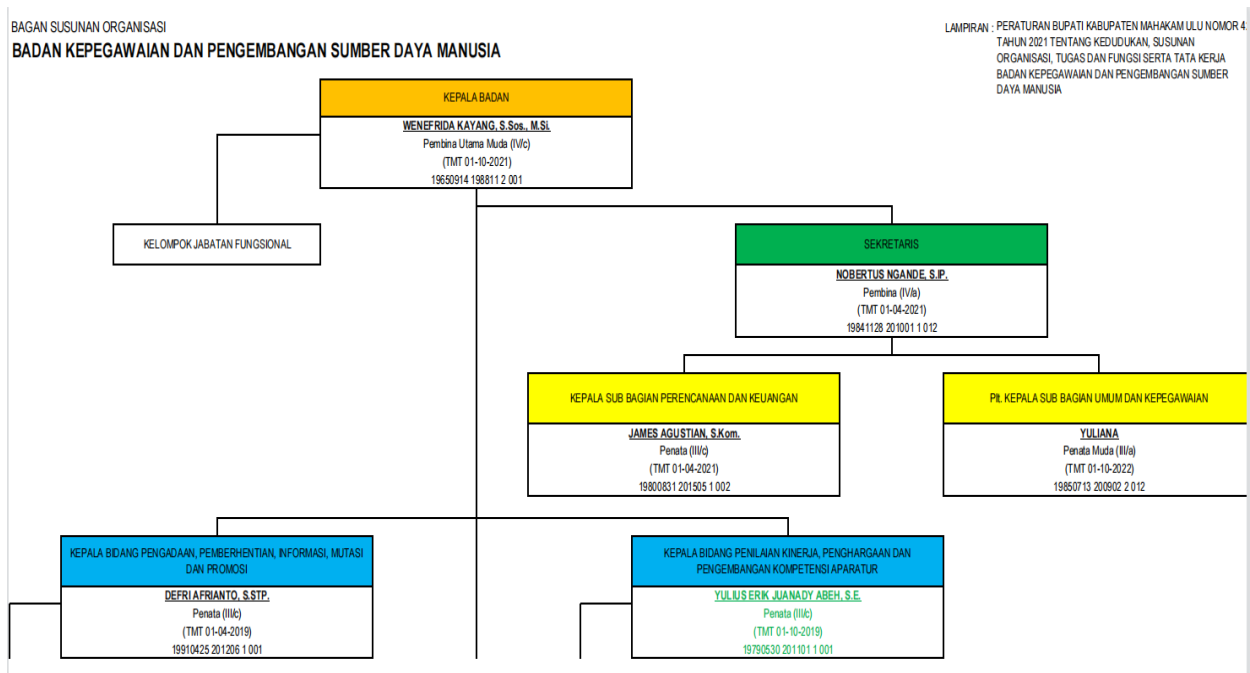 BAGAN SUSUNAN ORGANISASI
BADAN KEPEGAWAIAN DAN PENGEMBANGAN SUMBER DAYA MANUSIA
LAMPIRAN : PERATURAN BUPATI KABUPATEN MAHAKAM ULU NOMOR
TAHUN 2021 TENTANG KEDUDUKAN, SUSUNAN
ORGANISASI, TUGAS DAN FUNGSI SERTA TATA KERJA
BADAN KEPEGAWAIAN DAN PENGEMBANGAN SUMBER
DAYA MANUSIA
KEPALA BADAN
WENEFRIDA KAYANG, S.Sos., M.Si.
Pembina Utama Muda (IV/c)
(TMT 01-10-2021)
19650914 198811 2 001
KELOMPOK JABATAN FUNGSIONAL
SEKRETARIS
NOBERTUS NGANDE, S.IP.
Pembina (IV/a)
(TMT 01-04-2021)
19841128 201001 1 012
KEPALA SUB BAGIAN PERENCANAAN DAN KEUANGAN
JAMES AGUSTIAN, S.Kom.
Penata (III/c)
(TMT 01-04-2021)
19800831 201505 1 002
Plt. KEPALA SUB BAGIAN UMUM DAN KEPEGAWAIAN
YULIANA
Penata Muda (III/a)
(TMT 01-10-2022)
19850713 200902 2 012
KEPALA BIDANG PENGADAAN, PEMBERHENTIAN, INFORMASI, MUTASI
DAN PROMOSI
DEFRI AFRIANTO, S.STP.
Penata (III/c)
(TMT 01-04-2019)
19910425 201206 1 001
KEPALA BIDANG PENILAIAN KINERJA, PENGHARGAAN DAN
PENGEMBANGAN KOMPETENSI APARATUR
YULIUS ERIK JUANADY ABEH, S.E.
Penata (III/c)
(TMT 01-10-2019)
19790530 201101 1 001